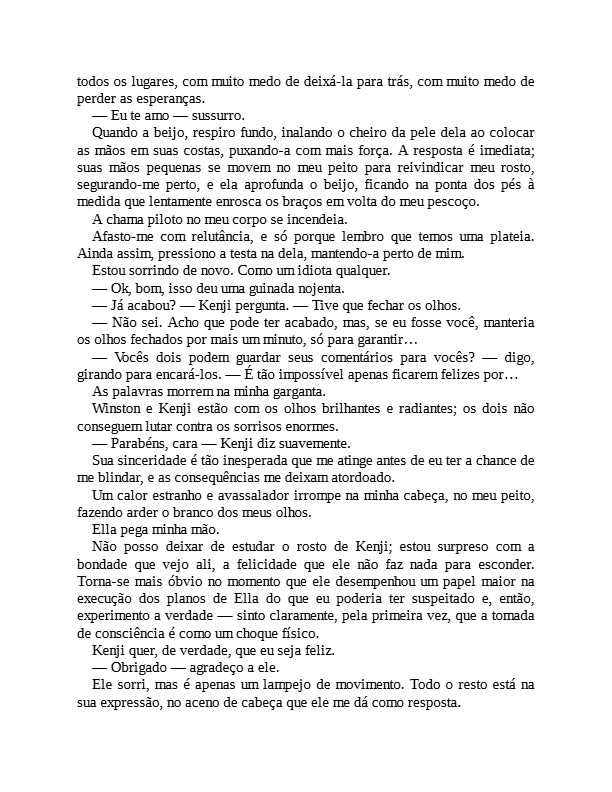 todos os lugares, com muito medo de deixá-la para trás, com muito medo de
perder as esperanças.
— Eu te amo — sussurro.
Quando a beijo, respiro fundo, inalando o cheiro da pele dela ao colocar
as mãos em suas costas, puxando-a com mais força. A resposta é imediata;
suas mãos pequenas se movem no meu peito para reivindicar meu rosto,
segurando-me perto, e ela aprofunda o beijo, ficando na ponta dos pés à
medida que lentamente enrosca os braços em volta do meu pescoço.
A chama piloto no meu corpo se incendeia.
Afasto-me com relutância, e só porque lembro que temos uma plateia.
Ainda assim, pressiono a testa na dela, mantendo-a perto de mim.
Estou sorrindo de novo. Como um idiota qualquer.
— Ok, bom, isso deu uma guinada nojenta.
— Já acabou? — Kenji pergunta. — Tive que fechar os olhos.
— Não sei. Acho que pode ter acabado, mas, se eu fosse você, manteria
os olhos fechados por mais um minuto, só para garantir…
— Vocês dois podem guardar seus comentários para vocês? — digo,
girando para encará-los. — É tão impossível apenas ficarem felizes por…
As palavras morrem na minha garganta.
Winston e Kenji estão com os olhos brilhantes e radiantes; os dois não
conseguem lutar contra os sorrisos enormes.
— Parabéns, cara — Kenji diz suavemente.
Sua sinceridade é tão inesperada que me atinge antes de eu ter a chance de
me blindar, e as consequências me deixam atordoado.
Um calor estranho e avassalador irrompe na minha cabeça, no meu peito,
fazendo arder o branco dos meus olhos.
Ella pega minha mão.
Não posso deixar de estudar o rosto de Kenji; estou surpreso com a
bondade que vejo ali, a felicidade que ele não faz nada para esconder.
Torna-se mais óbvio no momento que ele desempenhou um papel maior na
execução dos planos de Ella do que eu poderia ter suspeitado e, então,
experimento a verdade — sinto claramente, pela primeira vez, que a tomada
de consciência é como um choque físico.
Kenji quer, de verdade, que eu seja feliz.
— Obrigado — agradeço a ele.
Ele sorri, mas é apenas um lampejo de movimento. Todo o resto está na
sua expressão, no aceno de cabeça que ele me dá como resposta.